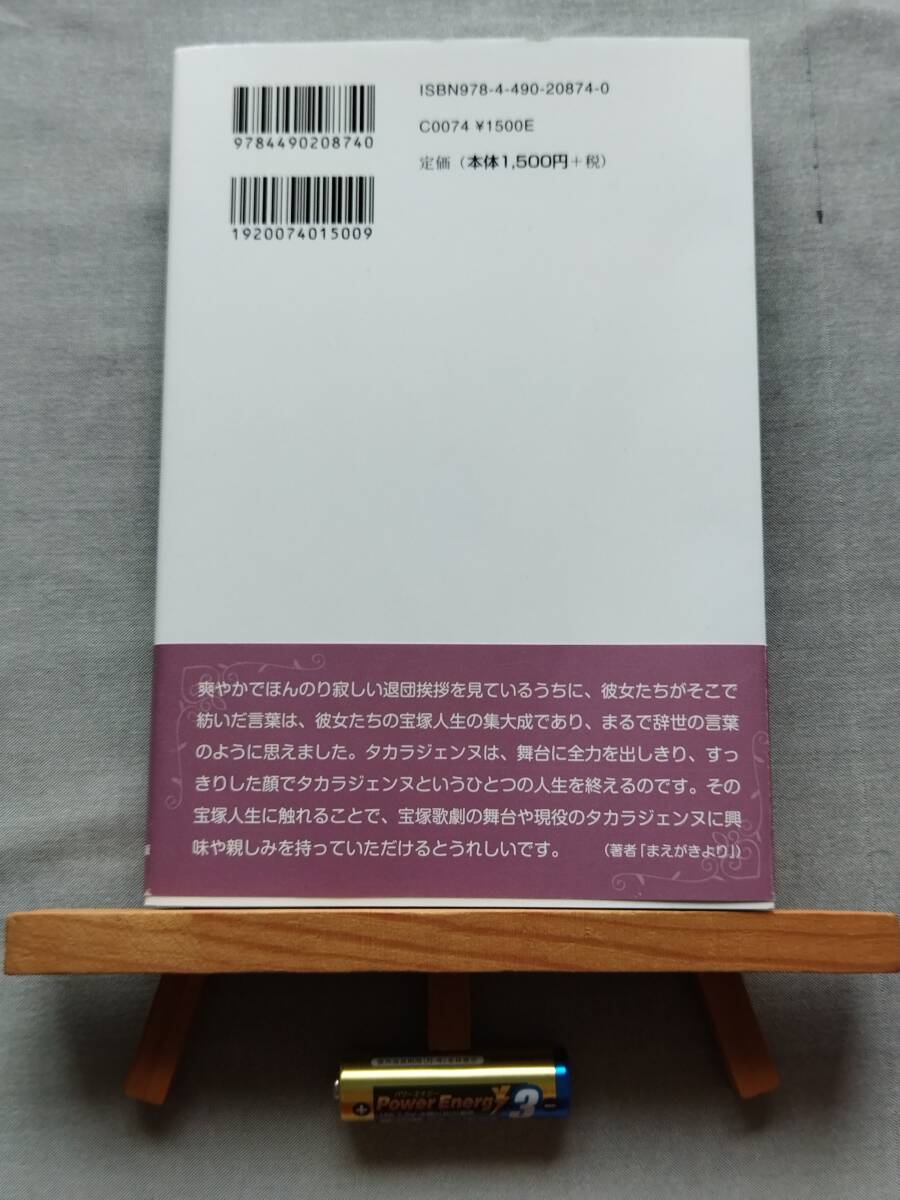 ISBN978-4-490-20874-0
9784490208740
C0074 ¥1500E
定価（本体1,500円＋税）
1920074015009
爽やかでほんのり寂しい退団挨拶を見ているうちに、彼女たちがそこで
紡いだ言葉は、彼女たちの宝塚人生の集大成であり、まるで辞世の言葉
のように思えました。タカラジェンヌは、舞台に全力を出しきり、すっ
きりした顔でタカラジェンヌというひとつの人生を終えるのです。その
宝塚人生に触れることで、宝塚歌劇の舞台や現役のタカラジェンヌに興
味や親しみを持っていただけるとうれしいです。　（著者「まえがきより」）
パワーエナジー
Power Energy 3